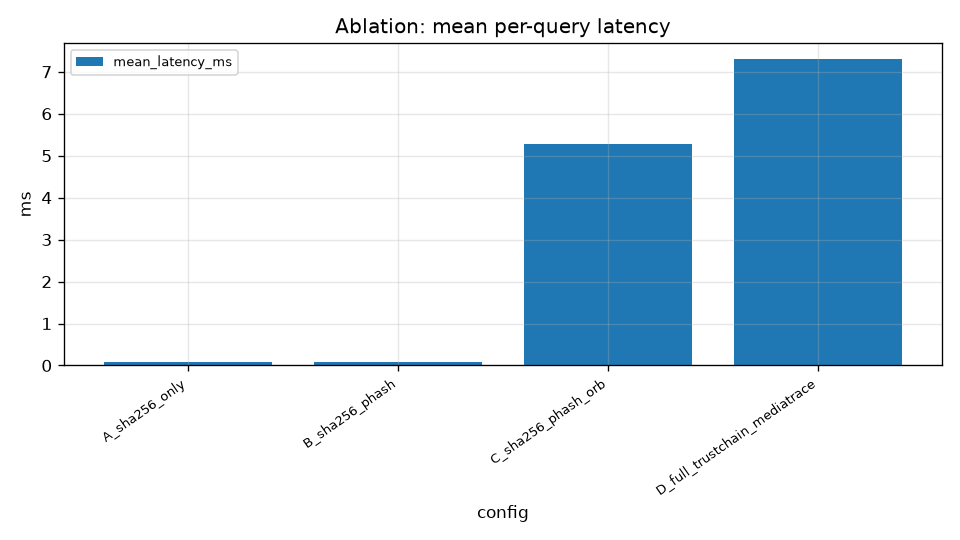 Ablation: mean per-query latency
mean_latency_ms
7
6
5
4
3
2
1
0
ms
A_sha256_only
B_sha256_phash
C_sha256_phash_orb
D_full_trustchain_mediatrace
config